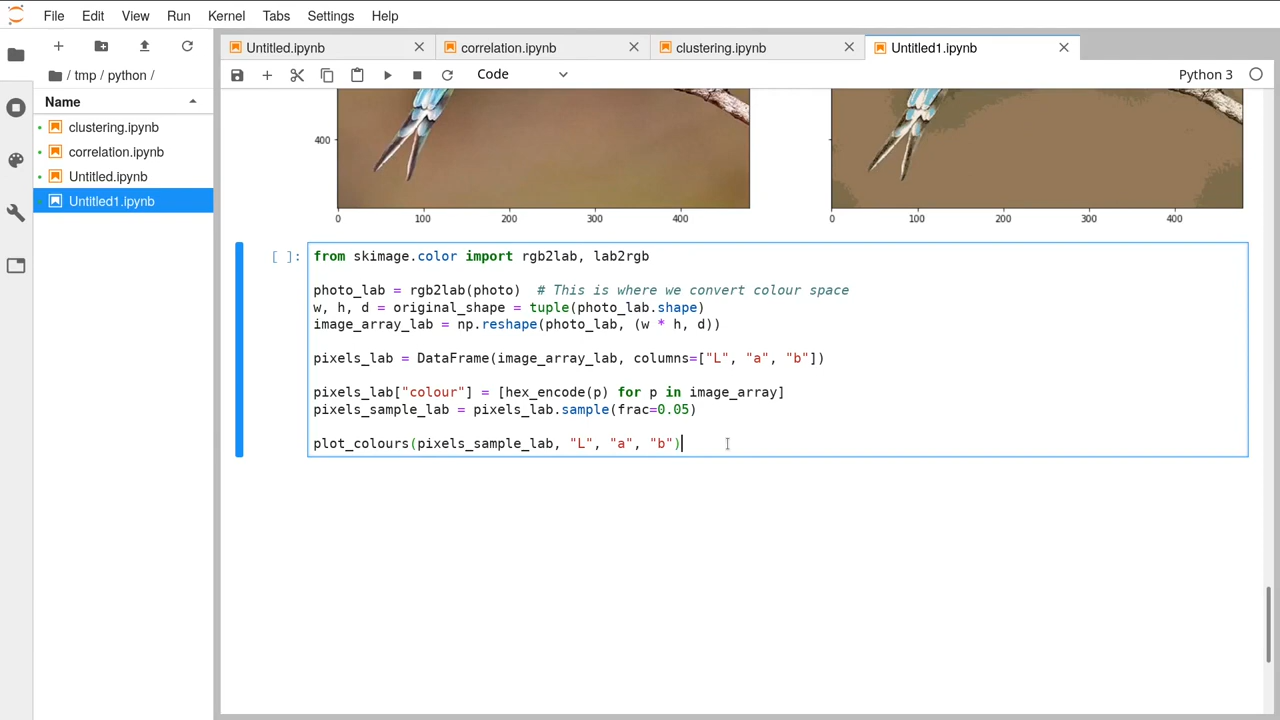 File Edit View Run Kernel Tabs Settings Help
/ tmp / python /
Name
clustering.ipynb
correlation.ipynb
Untitled.ipynb
Untitled1.ipynb
Untitled.ipynb correlation.ipynb clustering.ipynb Untitled1.ipynb
Code Python 3
400 400
0 100 200 300 400 0 100 200 300 400
[ ]: from skimage.color import rgb2lab, lab2rgb
photo_lab = rgb2lab(photo)  # This is where we convert colour space
w, h, d = original_shape = tuple(photo_lab.shape)
image_array_lab = np.reshape(photo_lab, (w * h, d))
pixels_lab = DataFrame(image_array_lab, columns=["L", "a", "b"])
pixels_lab["colour"] = [hex_encode(p) for p in image_array]
pixels_sample_lab = pixels_lab.sample(frac=0.05)
plot_colours(pixels_sample_lab, "L", "a", "b")